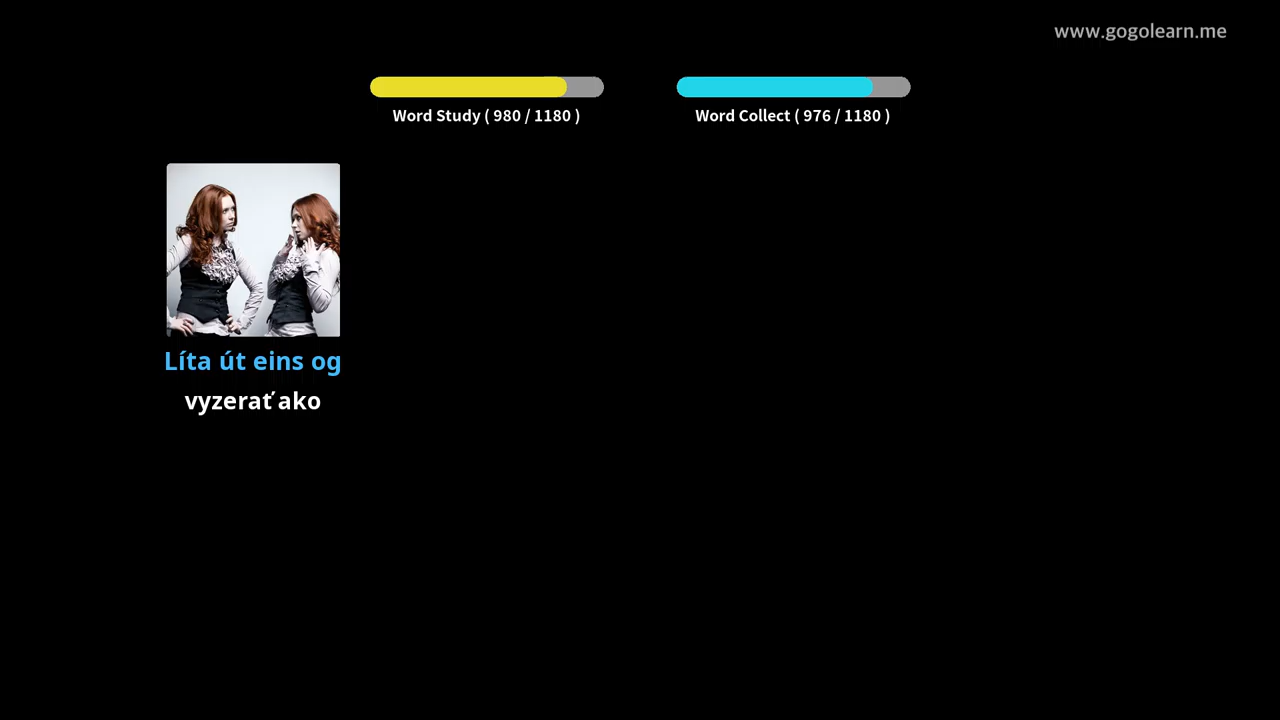 www.gogolearn.me
Word Study ( 980 / 1180 )
Word Collect ( 976 / 1180 )
Líta út eins og
vyzerať ako